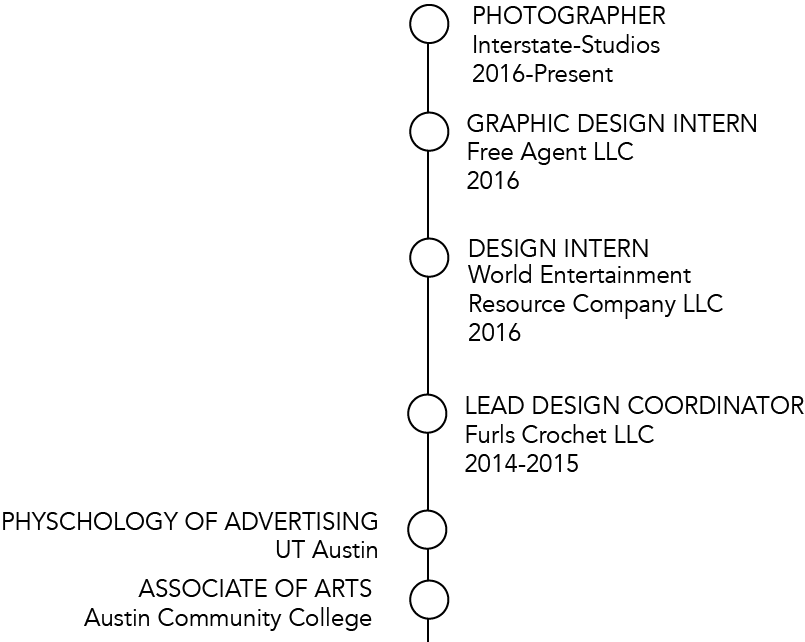 PHOTOGRAPHER
Interstate-Studios
2016-Present
GRAPHIC DESIGN INTERN
Free Agent LLC
2016
DESIGN INTERN
World Entertainment
Resource Company LLC
2016
LEAD DESIGN COORDINATOR
Furls Crochet LLC
2014-2015
PHYSCHOLOGY OF ADVERTISING
UT Austin
ASSOCIATE OF ARTS
Austin Community College